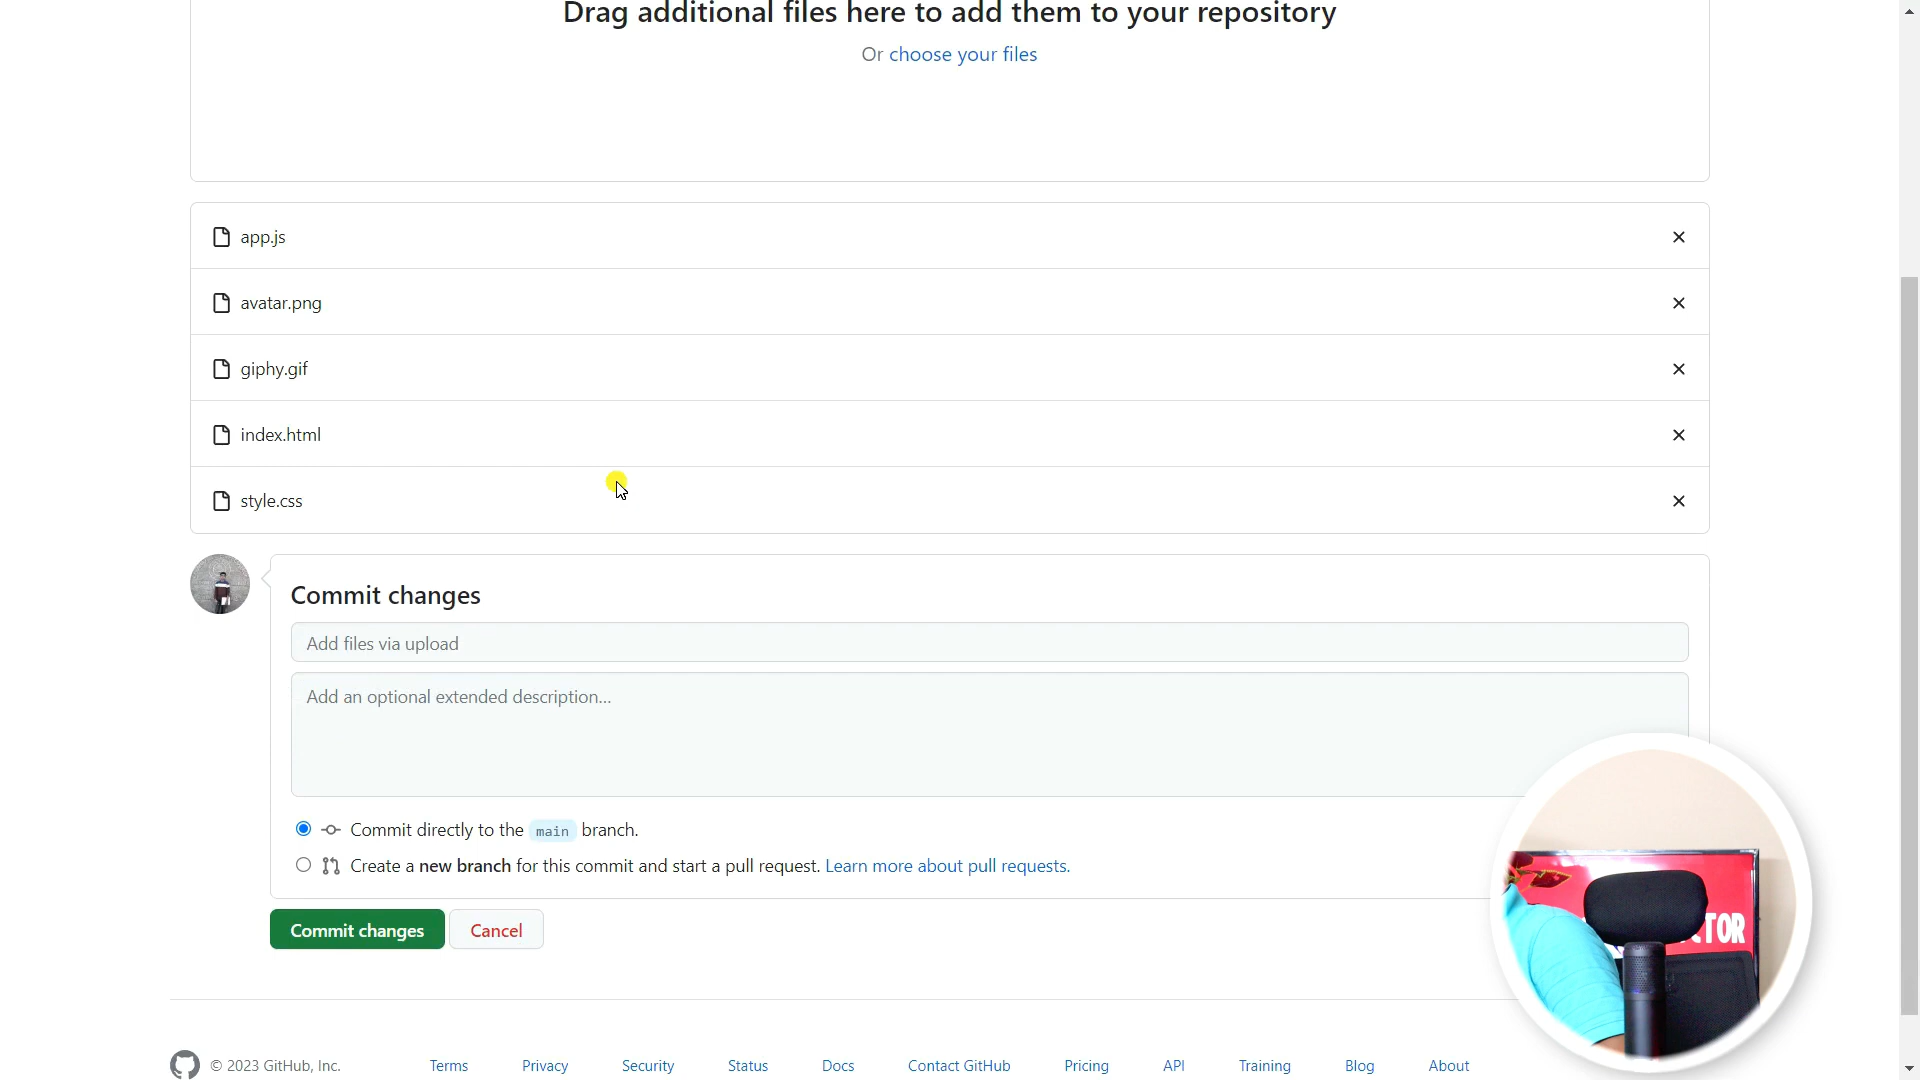 Drag additional files here to add them to your repository
Or choose your files
app.js
avatar.png
giphy.gif
index.html
style.css
Commit changes
Add files via upload
Add an optional extended description...
Commit directly to the main branch.
Create a new branch for this commit and start a pull request. Learn more about pull requests.
Commit changes Cancel
TOR
© 2023 GitHub, Inc. Terms Privacy Security Status Docs Contact GitHub Pricing API Training Blog About